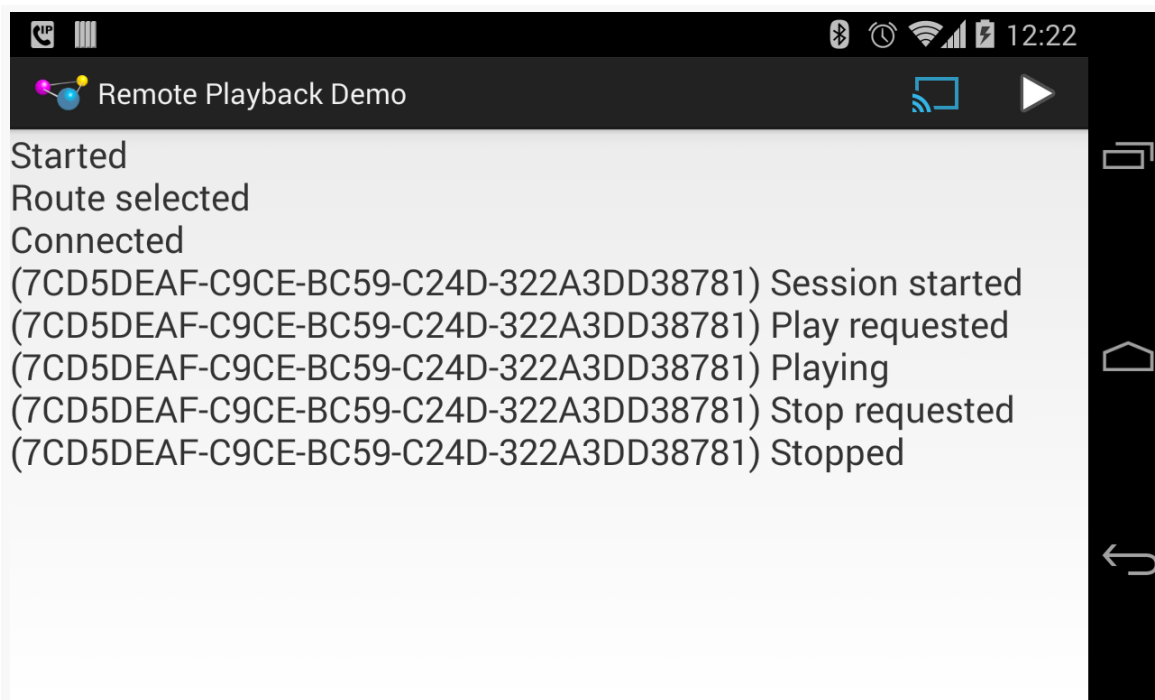 IP
12:22
Remote Playback Demo
Started
Route selected
Connected
(7CD5DEAF-C9CE-BC59-C24D-322A3DD38781) Session started
(7CD5DEAF-C9CE-BC59-C24D-322A3DD38781) Play requested
(7CD5DEAF-C9CE-BC59-C24D-322A3DD38781) Playing
(7CD5DEAF-C9CE-BC59-C24D-322A3DD38781) Stop requested
(7CD5DEAF-C9CE-BC59-C24D-322A3DD38781) Stopped